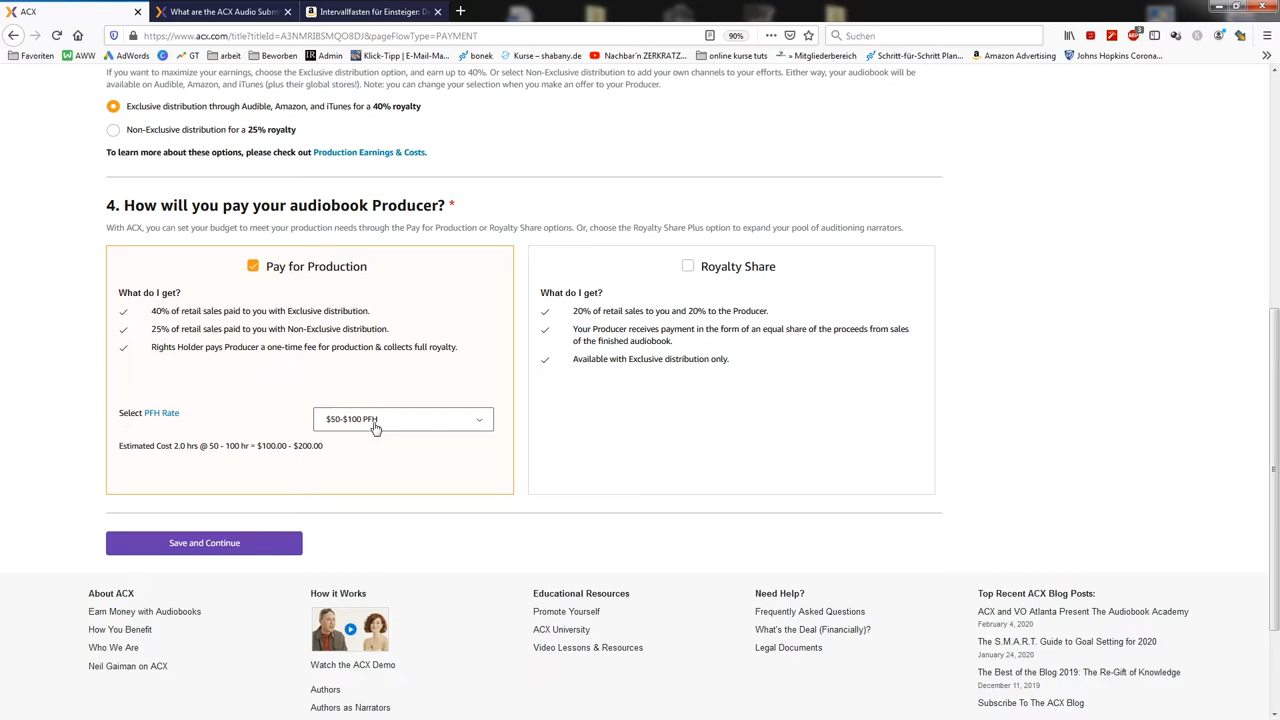 ACX
What are the ACX Audio Subm
Intervallfasten für Einsteiger: De
https://www.acx.com/title?titleId=A3NMRIBSMQO8DJ&pageFlowType=PAYMENT
90%
Suchen
Favoriten
AWW
AdWords
GT
arbeit
Beworben
Admin
Klick-Tipp | E-Mail-...
bonek
Kurse – sbabany.de
Nachbar´n ZERKRATZ...
online kurse tuts
» Mitgliederbereich
Schritt-für-Schritt Plan...
Amazon Advertising
Johns Hopkins Corona...
If you want to maximize your earnings, choose the Exclusive distribution option, and earn up to 40%. Or select Non-Exclusive distribution to add your own channels to your efforts. Either way, your audiobook will be
available on Audible, Amazon, and iTunes (plus their global stores!). Note: you can change your selection when you make an offer to your Producer.
Exclusive distribution through Audible, Amazon, and iTunes for a 40% royalty
Non-Exclusive distribution for a 25% royalty
To learn more about these options, please check out Production Earnings & Costs.
4. How will you pay your audiobook Producer? *
With ACX, you can set your budget to meet your production needs through the Pay for Production or Royalty Share options. Or, choose the Royalty Share Plus option to expand your pool of auditioning narrators.
Pay for Production
What do I get?
40% of retail sales paid to you with Exclusive distribution.
25% of retail sales paid to you with Non-Exclusive distribution.
Rights Holder pays Producer a one-time fee for production & collects full royalty.
Select PFH Rate
$50-$100 PFH
Estimated Cost 2.0 hrs @ 50 - 100 hr = $100.00 - $200.00
Royalty Share
What do I get?
20% of retail sales to you and 20% to the Producer.
Your Producer receives payment in the form of an equal share of the proceeds from sales
of the finished audiobook.
Available with Exclusive distribution only.
Save and Continue
About ACX
Earn Money with Audiobooks
How You Benefit
Who We Are
Neil Gaiman on ACX
How it Works
Watch the ACX Demo
Authors
Authors as Narrators
Educational Resources
Promote Yourself
ACX University
Video Lessons & Resources
Need Help?
Frequently Asked Questions
What's the Deal (Financially)?
Legal Documents
Top Recent ACX Blog Posts:
ACX and VO Atlanta Present The Audiobook Academy
February 4, 2020
The S.M.A.R.T. Guide to Goal Setting for 2020
January 24, 2020
The Best of the Blog 2019: The Re-Gift of Knowledge
December 11, 2019
Subscribe To The ACX Blog